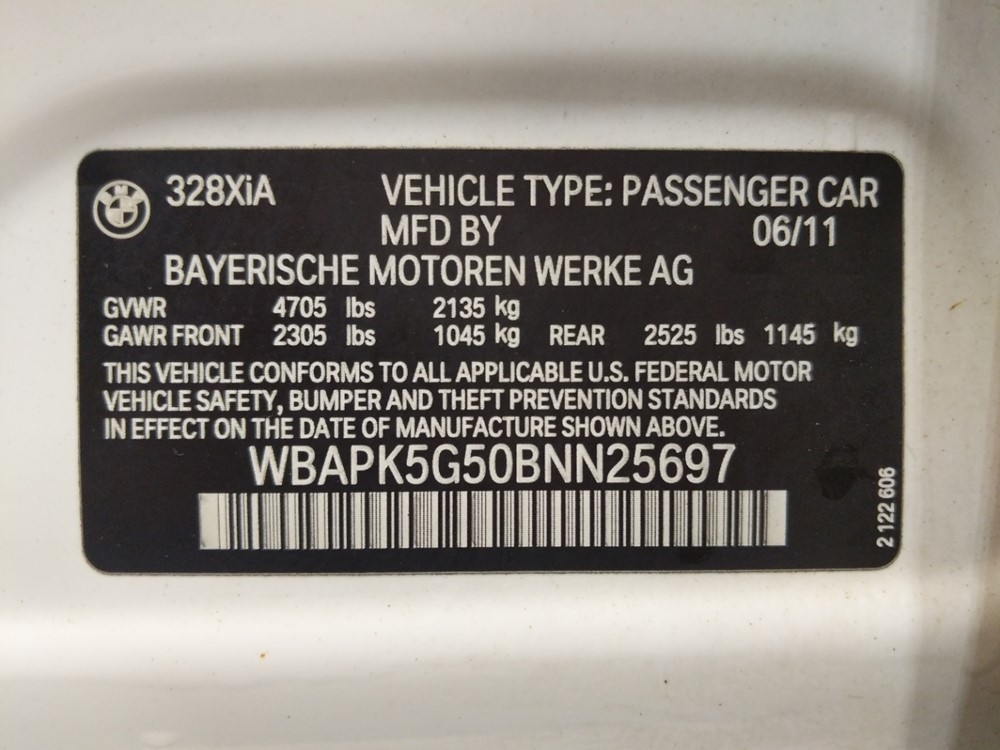 328XiA VEHICLE TYPE: PASSENGER CAR
MFD BY 06/11
BAYERISCHE MOTOREN WERKE AG
GVWR 4705 lbs 2135 kg
GAWR FRONT 2305 lbs 1045 kg REAR 2525 lbs 1145 kg
THIS VEHICLE CONFORMS TO ALL APPLICABLE U.S. FEDERAL MOTOR
VEHICLE SAFETY, BUMPER AND THEFT PREVENTION STANDARDS
IN EFFECT ON THE DATE OF MANUFACTURE SHOWN ABOVE.
WBAPK5G50BNN25697
2 122 606